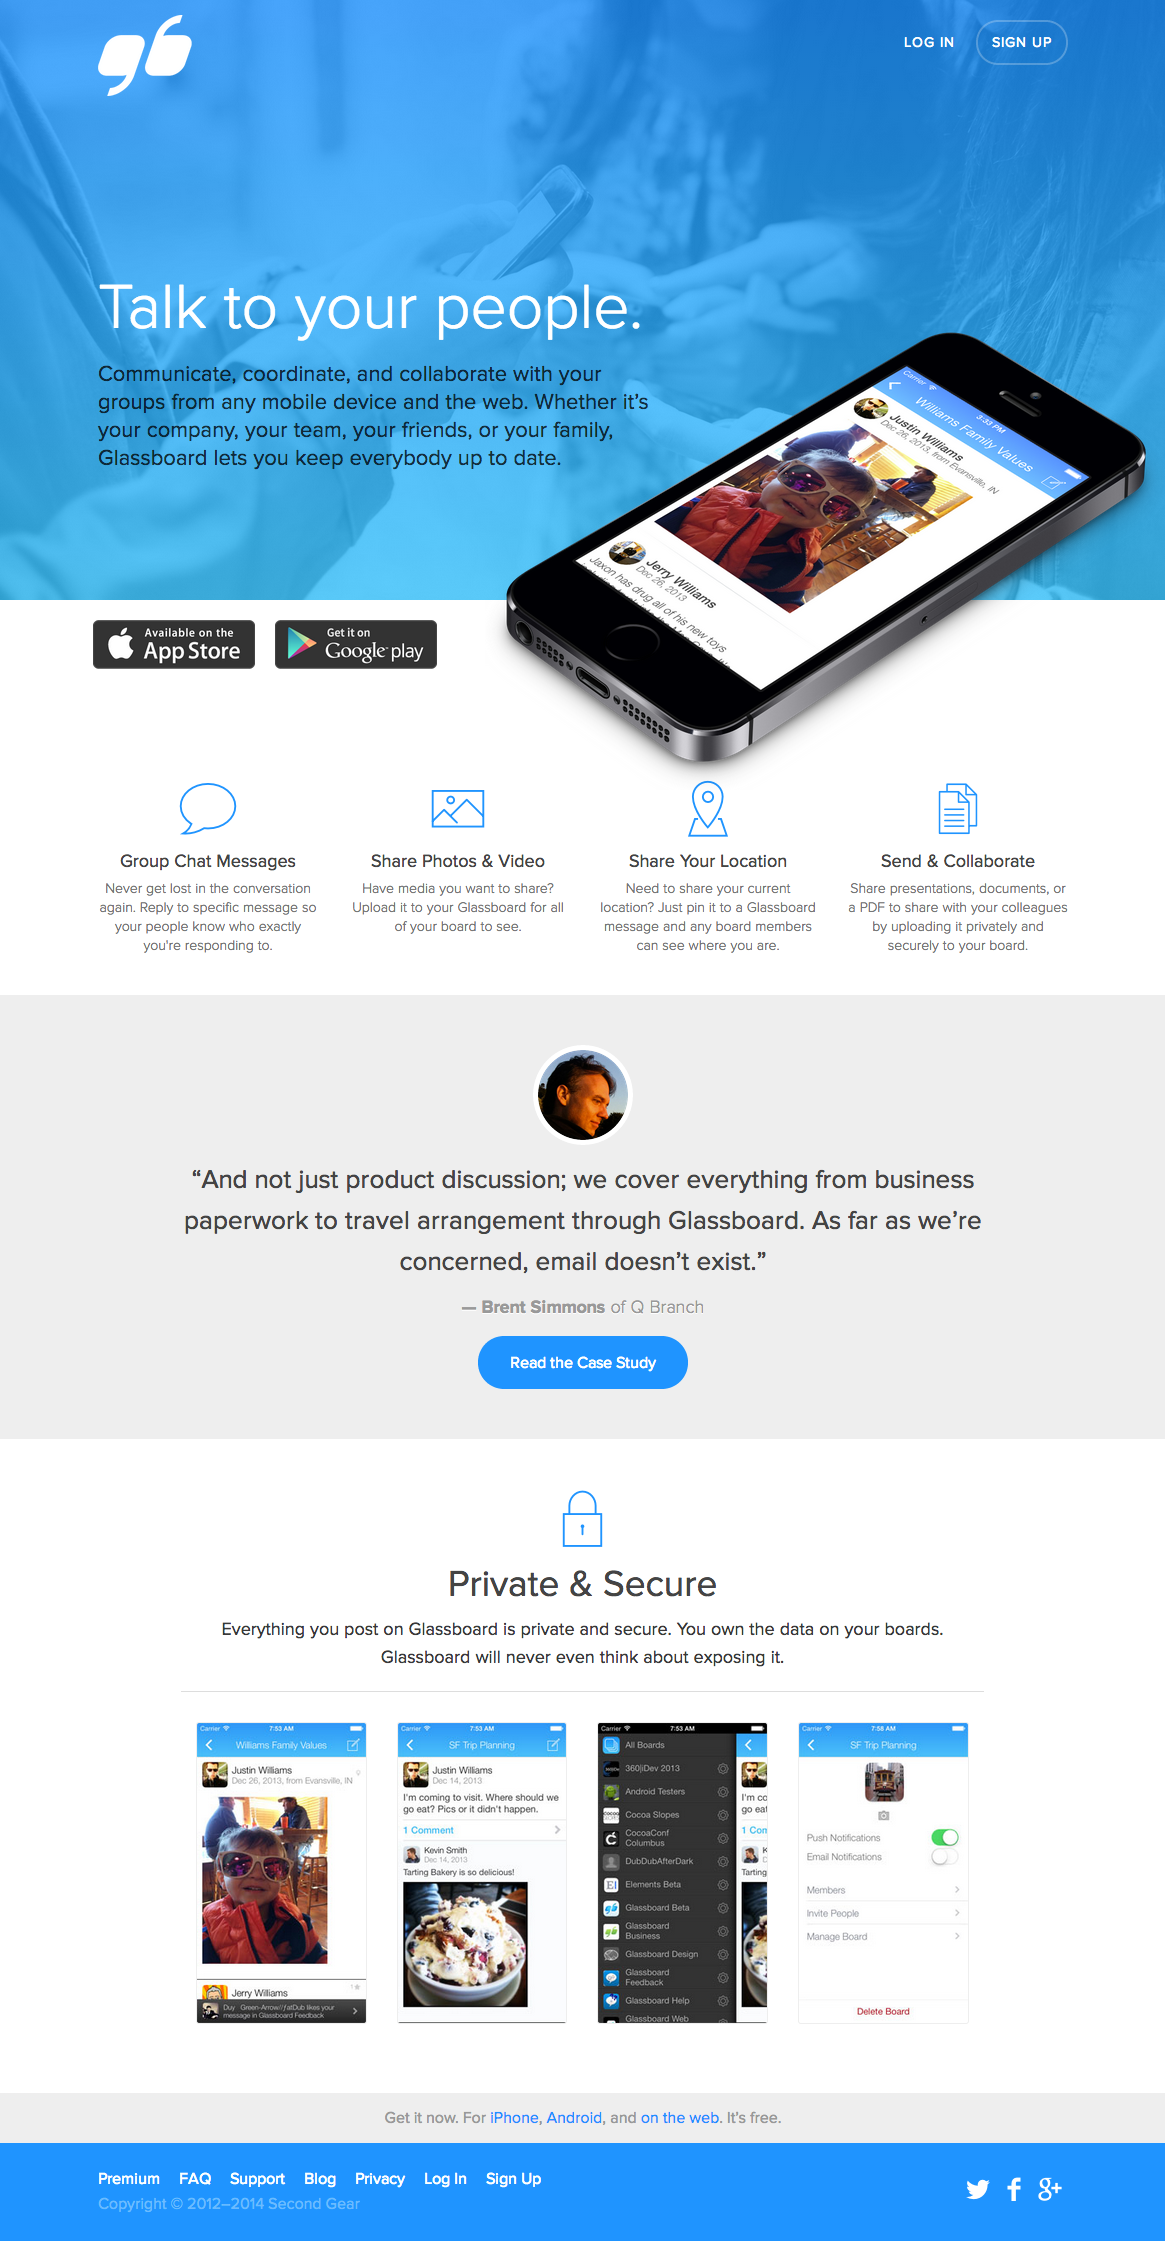 gb
LOG IN
SIGN UP
Talk to your people.
Communicate, coordinate, and collaborate with your
groups from any mobile device and the web. Whether it's
your company, your team, your friends, or your family,
Glassboard lets you keep everybody up to date.
Carrier
3:33 PM
Williams Family Values
Justin Williams
Dec 26, 2013, from Evansville, IN
Jerry Williams
Dec 26, 2013
Jaxon has drug all of his new toys
Available on the
App Store
Get it on
Google play
Group Chat Messages
Never get lost in the conversation
again. Reply to specific message so
your people know who exactly
you're responding to.
Share Photos & Video
Have media you want to share?
Upload it to your Glassboard for all
of your board to see.
Share Your Location
Need to share your current
location? Just pin it to a Glassboard
message and any board members
can see where you are.
Send & Collaborate
Share presentations, documents, or
a PDF to share with your colleagues
by uploading it privately and
securely to your board.
“And not just product discussion; we cover everything from business
paperwork to travel arrangement through Glassboard. As far as we’re
concerned, email doesn’t exist.”
— Brent Simmons of Q Branch
Read the Case Study
Private & Secure
Everything you post on Glassboard is private and secure. You own the data on your boards.
Glassboard will never even think about exposing it.
Carrier 7:53 AM
Williams Family Values
Justin Williams
Dec 26, 2013, from Evansville, IN
Jerry Williams
1
Duy Green-Arrow//fatDub likes your
message in Glassboard Feedback
Carrier 7:53 AM
SF Trip Planning
Justin Williams
Dec 14, 2013
I'm coming to visit. Where should we
go eat? Pics or it didn't happen.
1 Comment
Kevin Smith
Dec 14, 2013
Tarting Bakery is so delicious!
Carrier 7:53 AM
All Boards
360|iDev 2013
Android Testers
Cocoa Slopes
CocoaConf
Columbus
DubDubAfterDark
Elements Beta
Glassboard Beta
Glassboard
Business
Glassboard Design
Glassboard
Feedback
Glassboard Help
Glassboard Web
I'm co
go eat
1 Com
Tarting
Carrier 7:58 AM
SF Trip Planning
Push Notifications
Email Notifications
Members
Invite People
Manage Board
Delete Board
Get it now. For iPhone, Android, and on the web. It's free.
Premium FAQ Support Blog Privacy Log In Sign Up
Copyright © 2012–2014 Second Gear